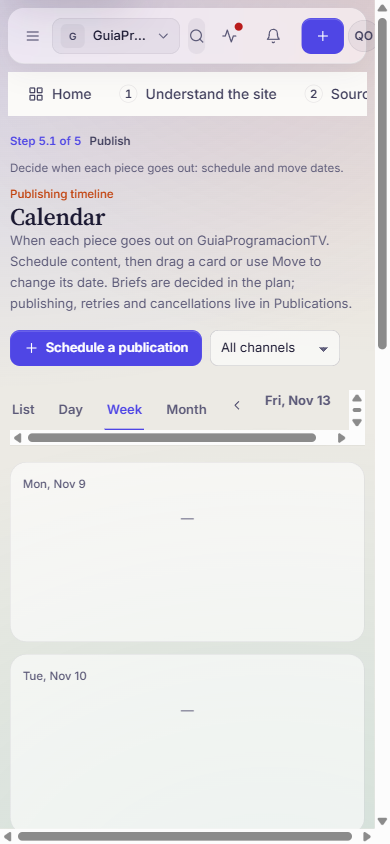 G GuiaPr... QO
Home 1 Understand the site 2 Sourc
Step 5.1 of 5 Publish
Decide when each piece goes out: schedule and move dates.
Publishing timeline
Calendar
When each piece goes out on GuiaProgramacionTV.
Schedule content, then drag a card or use Move to
change its date. Briefs are decided in the plan;
publishing, retries and cancellations live in Publications.
+ Schedule a publication All channels
List Day Week Month Fri, Nov 13
Mon, Nov 9
—
Tue, Nov 10
—